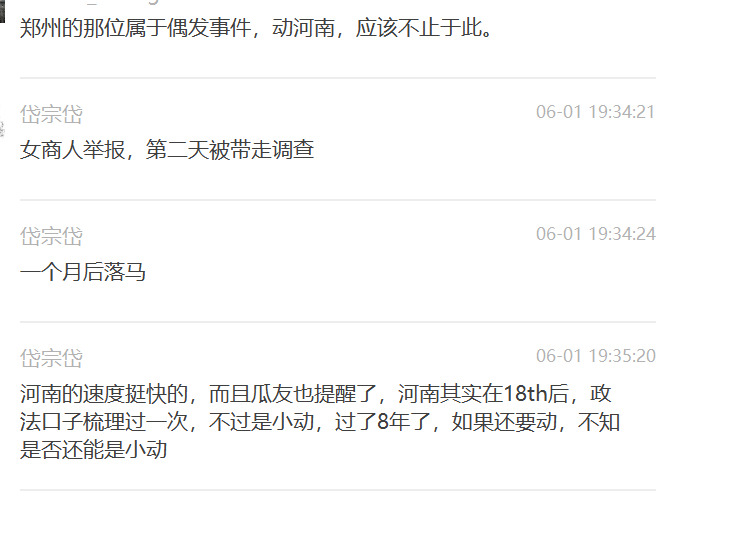 郑州的那位属于偶发事件，动河南，应该不止于此。
岱宗岱
06-01 19:34:21
女商人举报，第二天被带走调查
岱宗岱
06-01 19:34:24
一个月后落马
岱宗岱
06-01 19:35:20
河南的速度挺快的，而且瓜友也提醒了，河南其实在18th后，政
法口子梳理过一次，不过是小动，过了8年了，如果还要动，不知
是否还能是小动